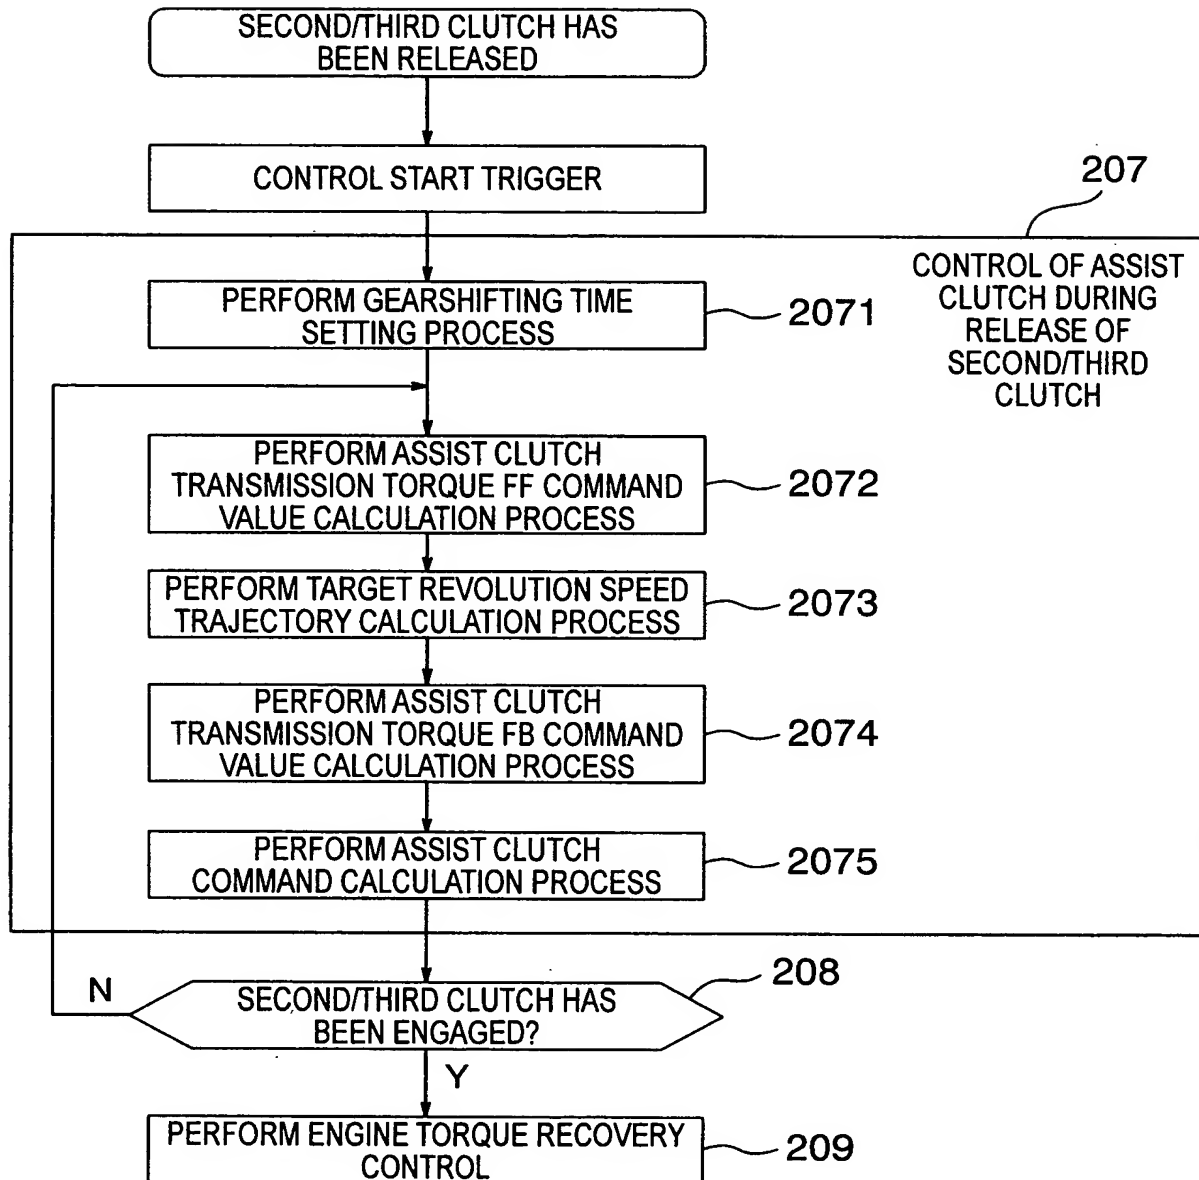 SECOND/THIRD CLUTCH HAS
BEEN RELEASED
CONTROL START TRIGGER
207
CONTROL OF ASSIST
CLUTCH DURING
RELEASE OF
SECOND/THIRD
CLUTCH
PERFORM GEARSHIFTING TIME
SETTING PROCESS
2071
PERFORM ASSIST CLUTCH
TRANSMISSION TORQUE FF COMMAND
VALUE CALCULATION PROCESS
2072
PERFORM TARGET REVOLUTION SPEED
TRAJECTORY CALCULATION PROCESS
2073
PERFORM ASSIST CLUTCH
TRANSMISSION TORQUE FB COMMAND
VALUE CALCULATION PROCESS
2074
PERFORM ASSIST CLUTCH
COMMAND CALCULATION PROCESS
2075
N
SECOND/THIRD CLUTCH HAS
BEEN ENGAGED?
208
Y
PERFORM ENGINE TORQUE RECOVERY
CONTROL
209